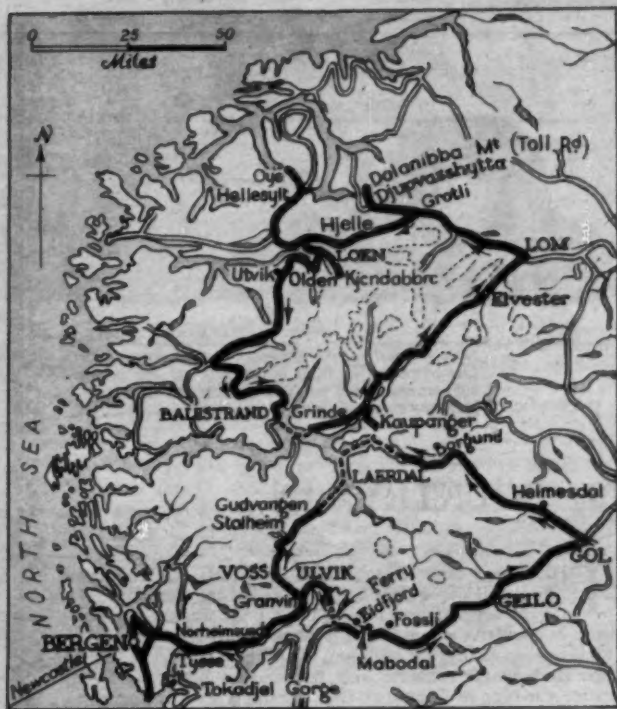 0 25 50
Miles
N
Dalanibba Mt (Toll Rd)
Djupvasshytta
Grotli
Oye
Hellesylt
Hjelle
LOM
LOEN
Utvik
Olden Kjendabbre
Elvester
BALESTRAND
Grinde
Kaupanger
Borgund
LAERDAL
NORTH SEA
Gudvangen
Stalheim
Helmesdal
GOL
VOSS
ULVIK
Ferry
Eidfjord
Fossli
GEILO
Granvin
BERGEN
Norheimsund
Mabodal
Newcastle
Tysse
Tokadjel Gorge